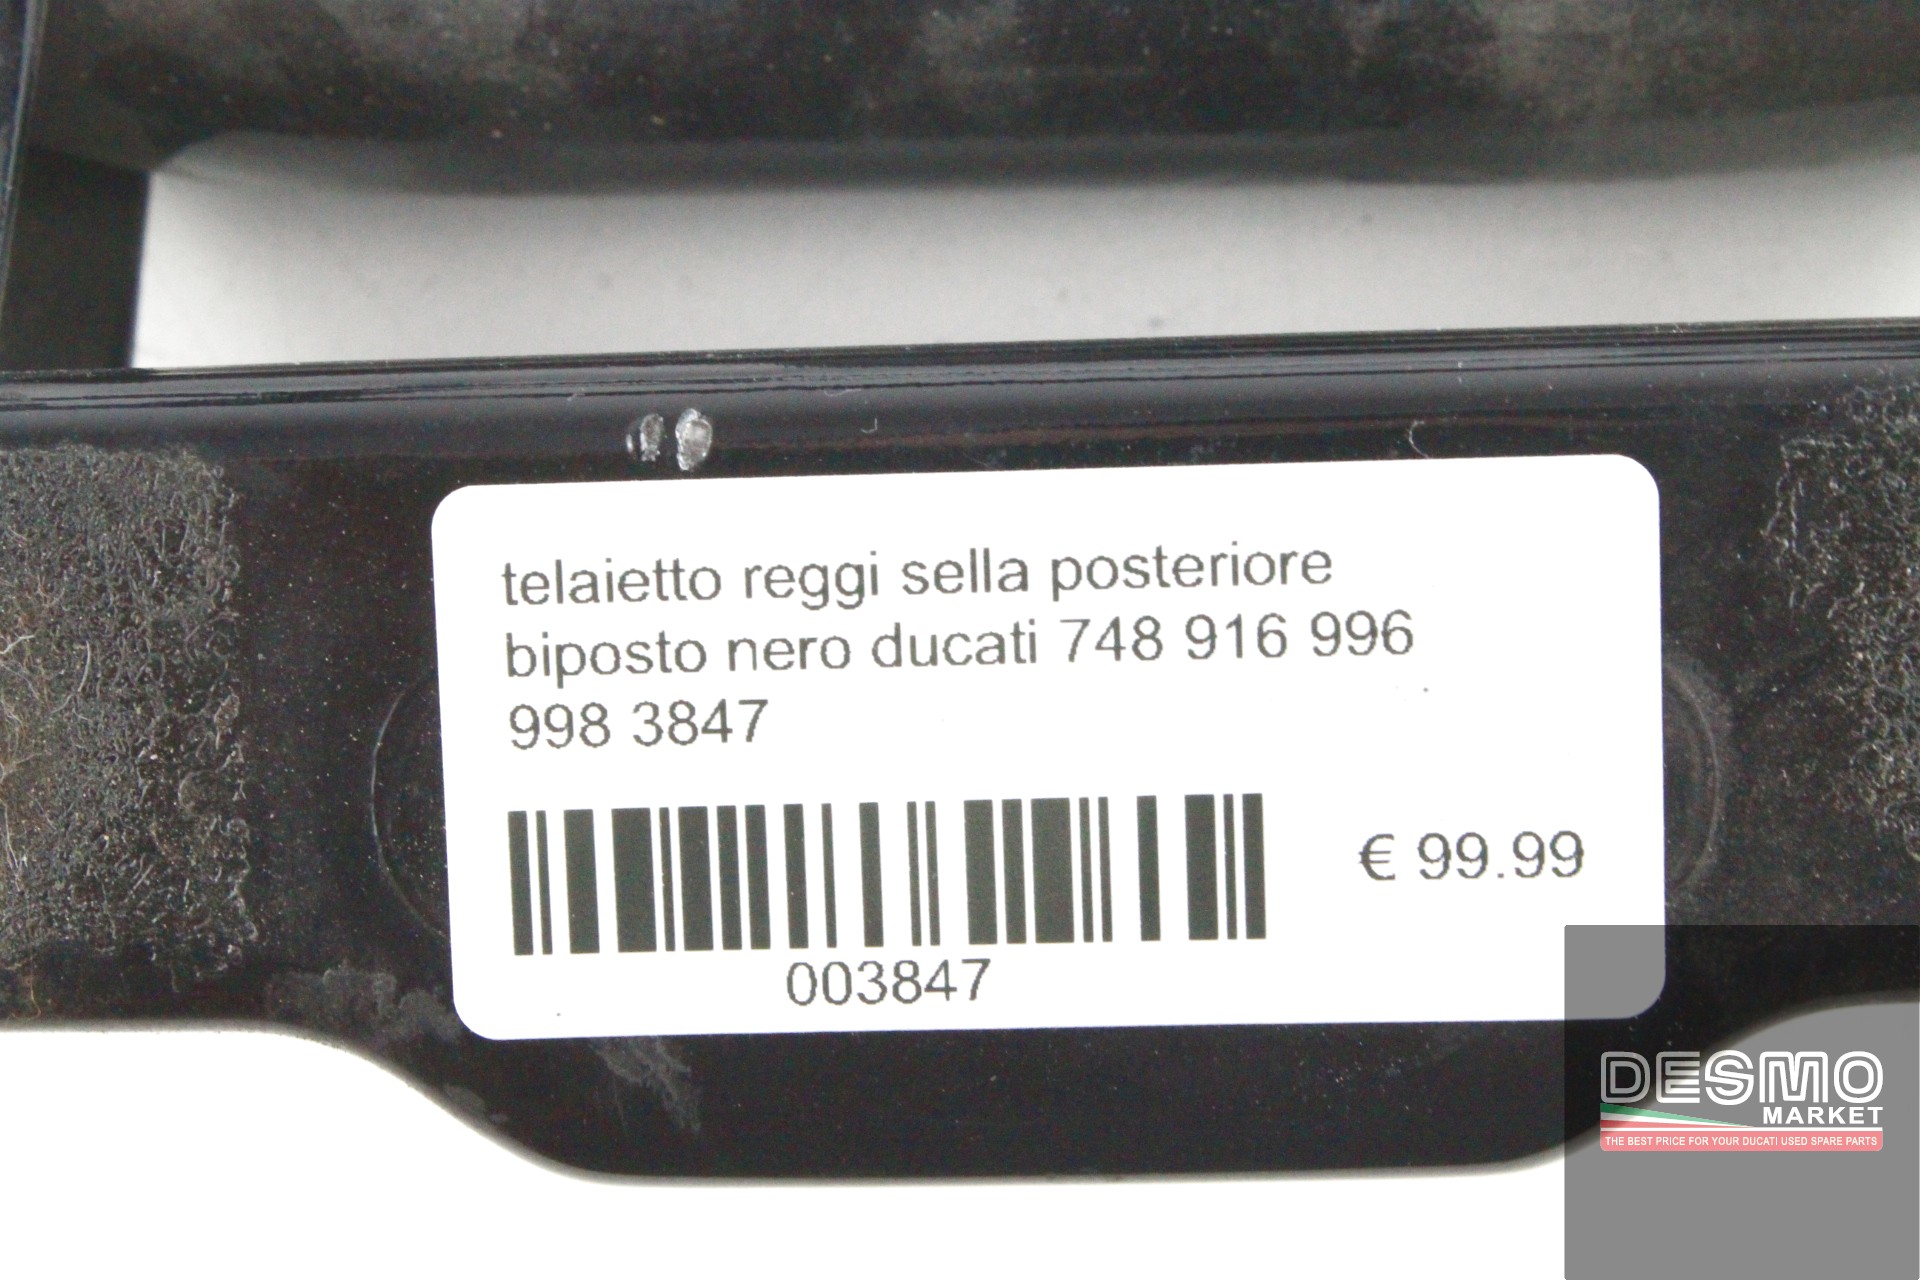 telaietto reggi sella posteriore
biposto nero ducati 748 916 996
998 3847
€ 99.99
003847
DESMO
MARKET
THE BEST PRICE FOR YOUR DUCATI USED SPARE PARTS